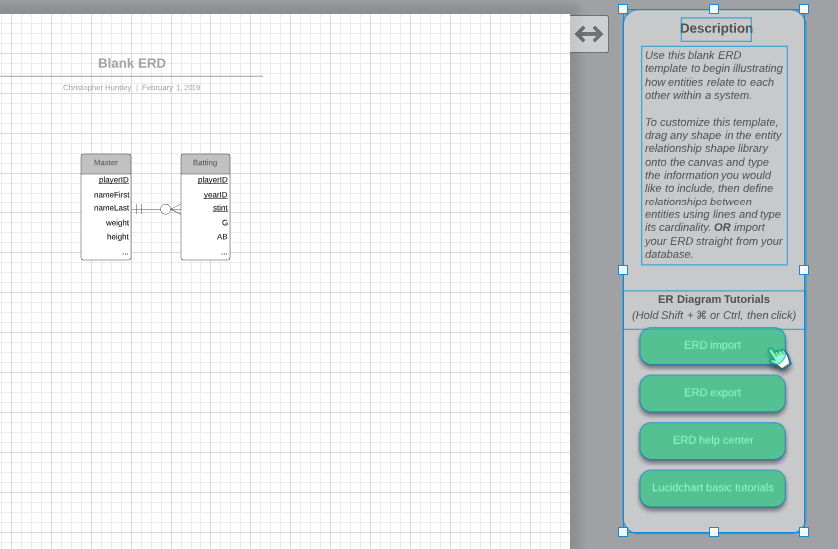 Blank ERD
Christopher Huntley | February 1, 2019
Master
playerID
nameFirst
nameLast
weight
height
...
Batting
playerID
yearID
stint
G
AB
...
Description
Use this blank ERD
template to begin illustrating
how entities relate to each
other within a system.
To customize this template,
drag any shape in the entity
relationship shape library
onto the canvas and type
the information you would
like to include, then define
relationships between
entities using lines and type
its cardinality. OR import
your ERD straight from your
database.
ER Diagram Tutorials
(Hold Shift + ⌘ or Ctrl, then click)
ERD import
ERD export
ERD help center
Lucidchart basic tutorials